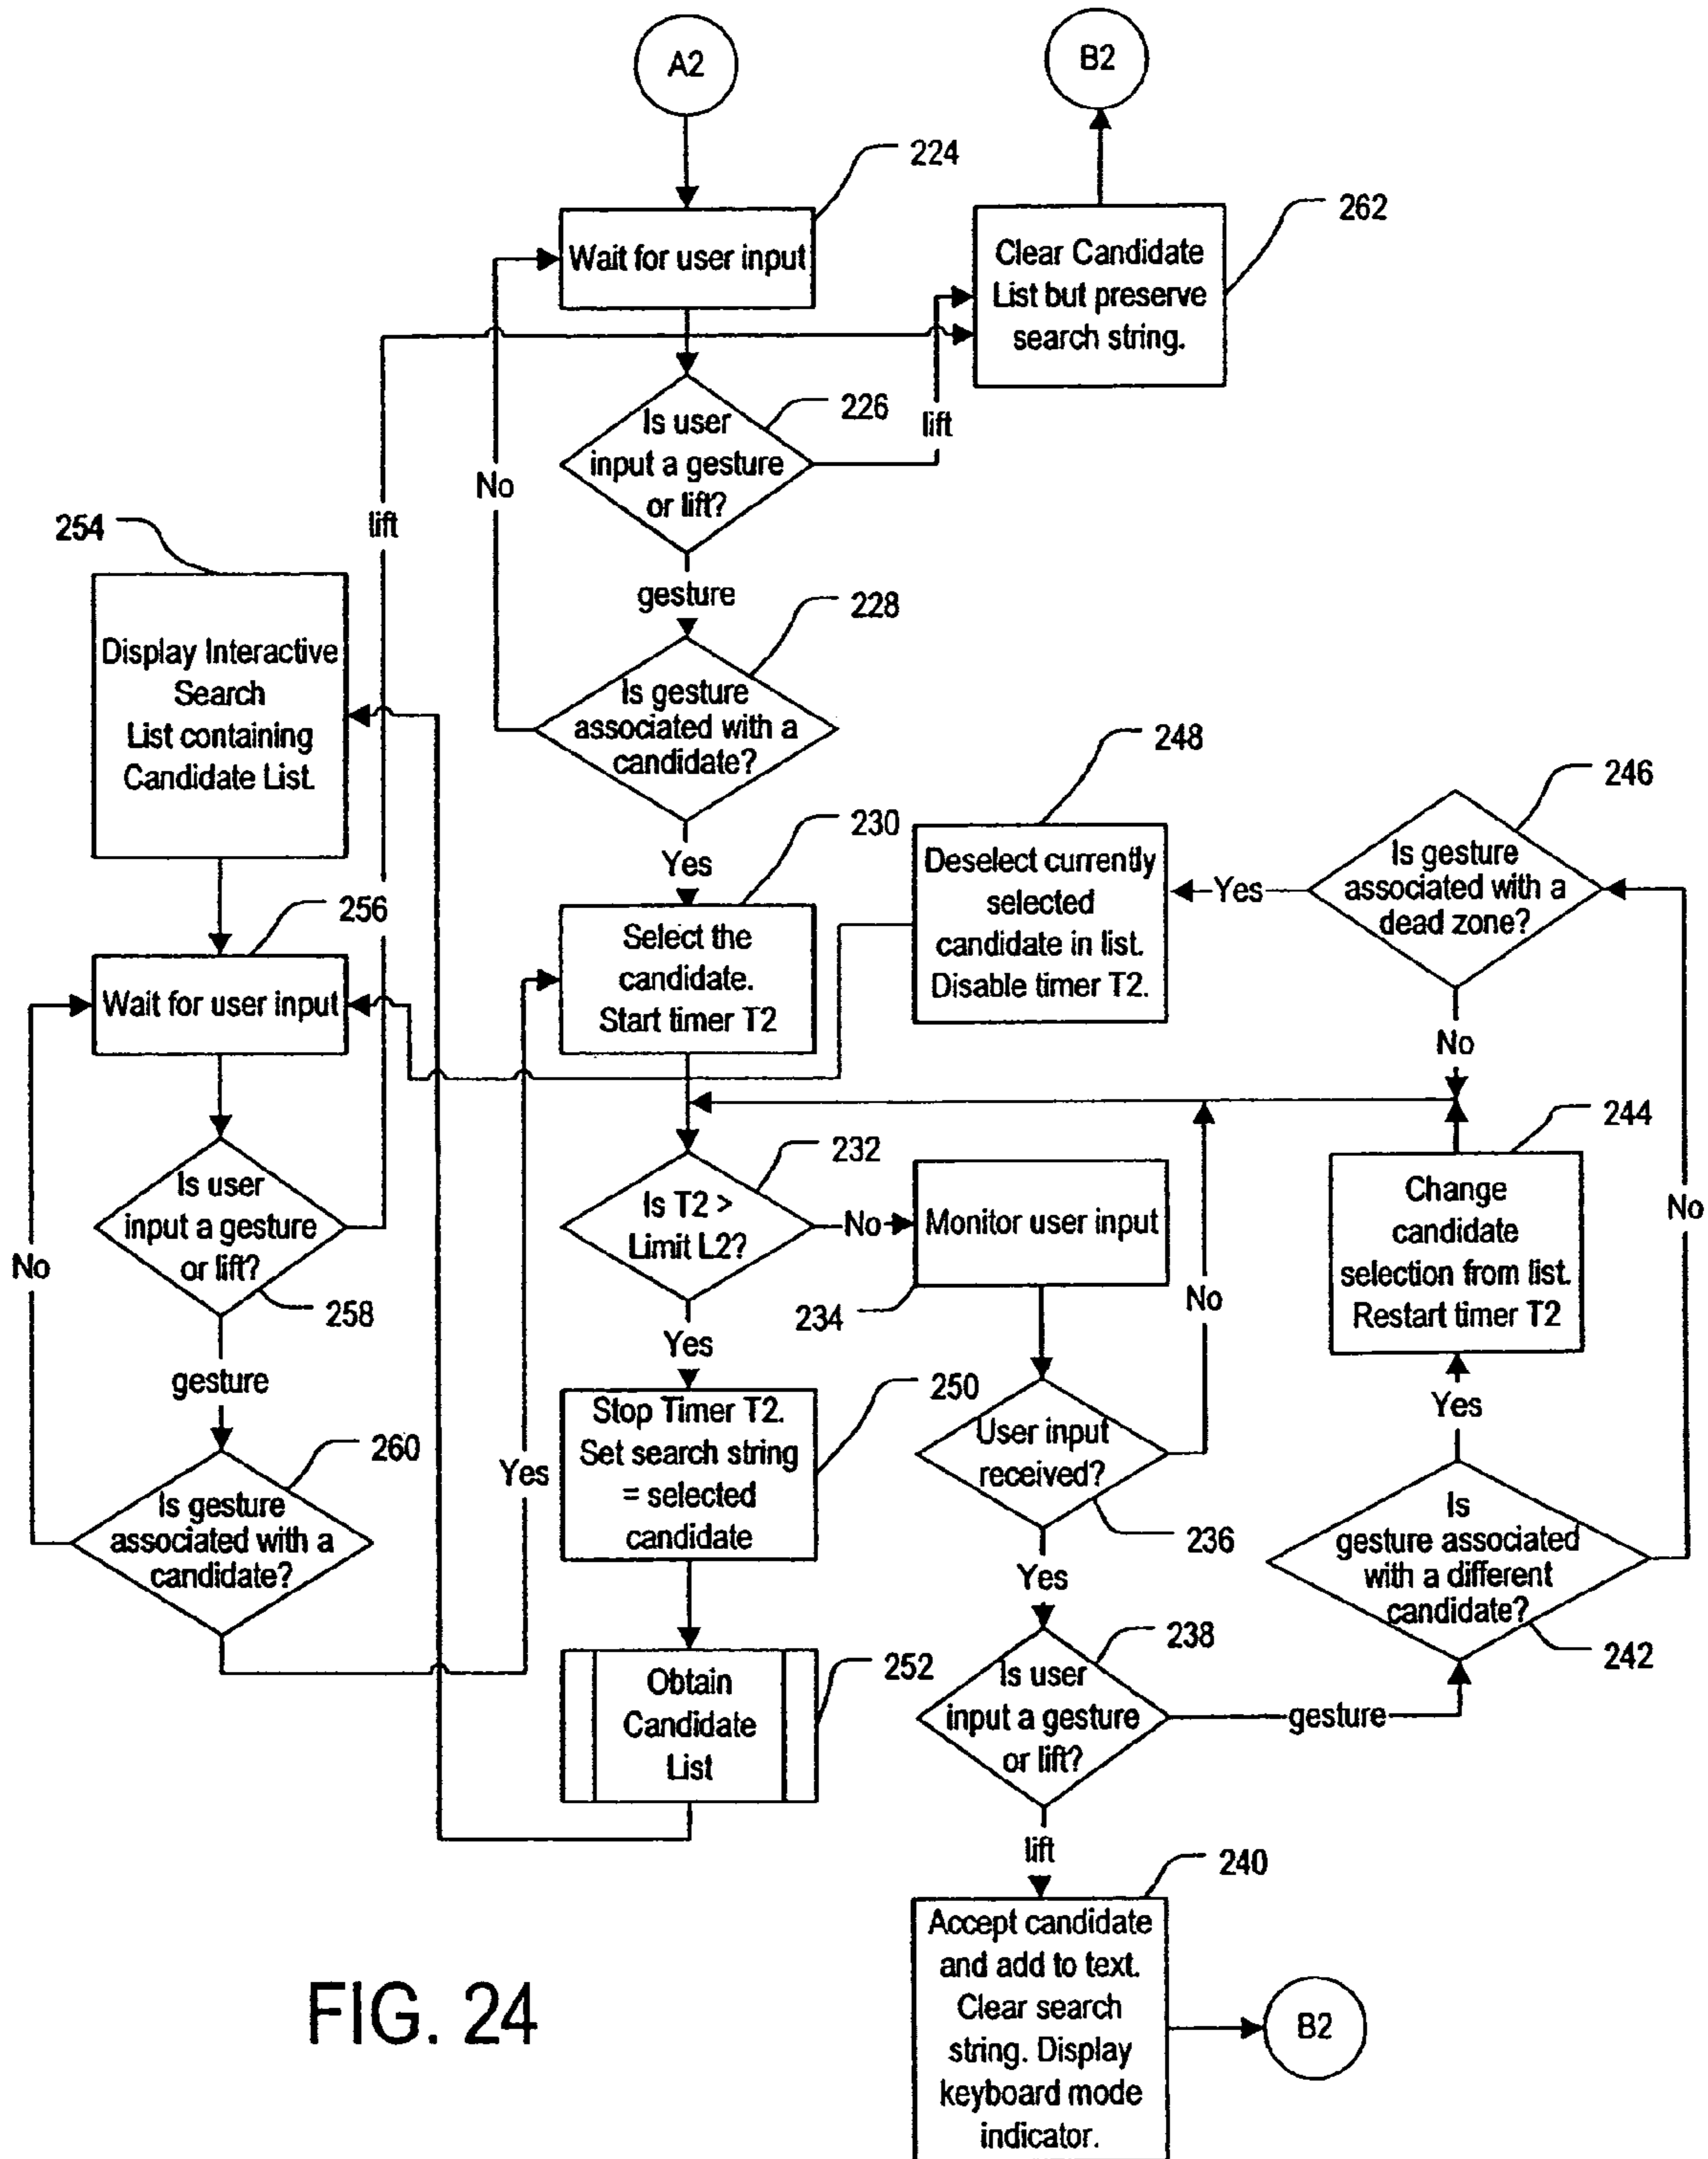 A2
B2
224
Wait for user input
262
Clear Candidate
List but preserve
search string.
226
Is user
input a gesture
or lift?
lift
No
lift
gesture
254
Display Interactive
Search
List containing
Candidate List.
228
Is gesture
associated with a
candidate?
Yes
230
Select the
candidate.
Start timer T2
248
Deselect currently
selected
candidate in list.
Disable timer T2.
Yes
246
Is gesture
associated with a
dead zone?
No
256
Wait for user input
232
Is T2 >
Limit L2?
No
Monitor user input
234
244
Change
candidate
selection from list.
Restart timer T2
No
No
Is user
input a gesture
or lift?
258
No
gesture
Yes
Yes
250
Stop Timer T2.
Set search string
= selected
candidate
User input
received?
236
Yes
Yes
260
Is gesture
associated with a
candidate?
Is
gesture associated
with a different
candidate?
242
252
Obtain
Candidate
List
238
Is user
input a gesture
or lift?
gesture
lift
240
Accept candidate
and add to text.
Clear search
string. Display
keyboard mode
indicator.
B2
FIG. 24